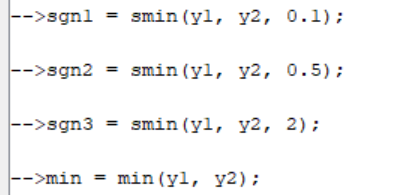 -->sgn1 = smin(y1, y2, 0.1);
-->sgn2 = smin(y1, y2, 0.5);
-->sgn3 = smin(y1, y2, 2);
-->min = min(y1, y2);